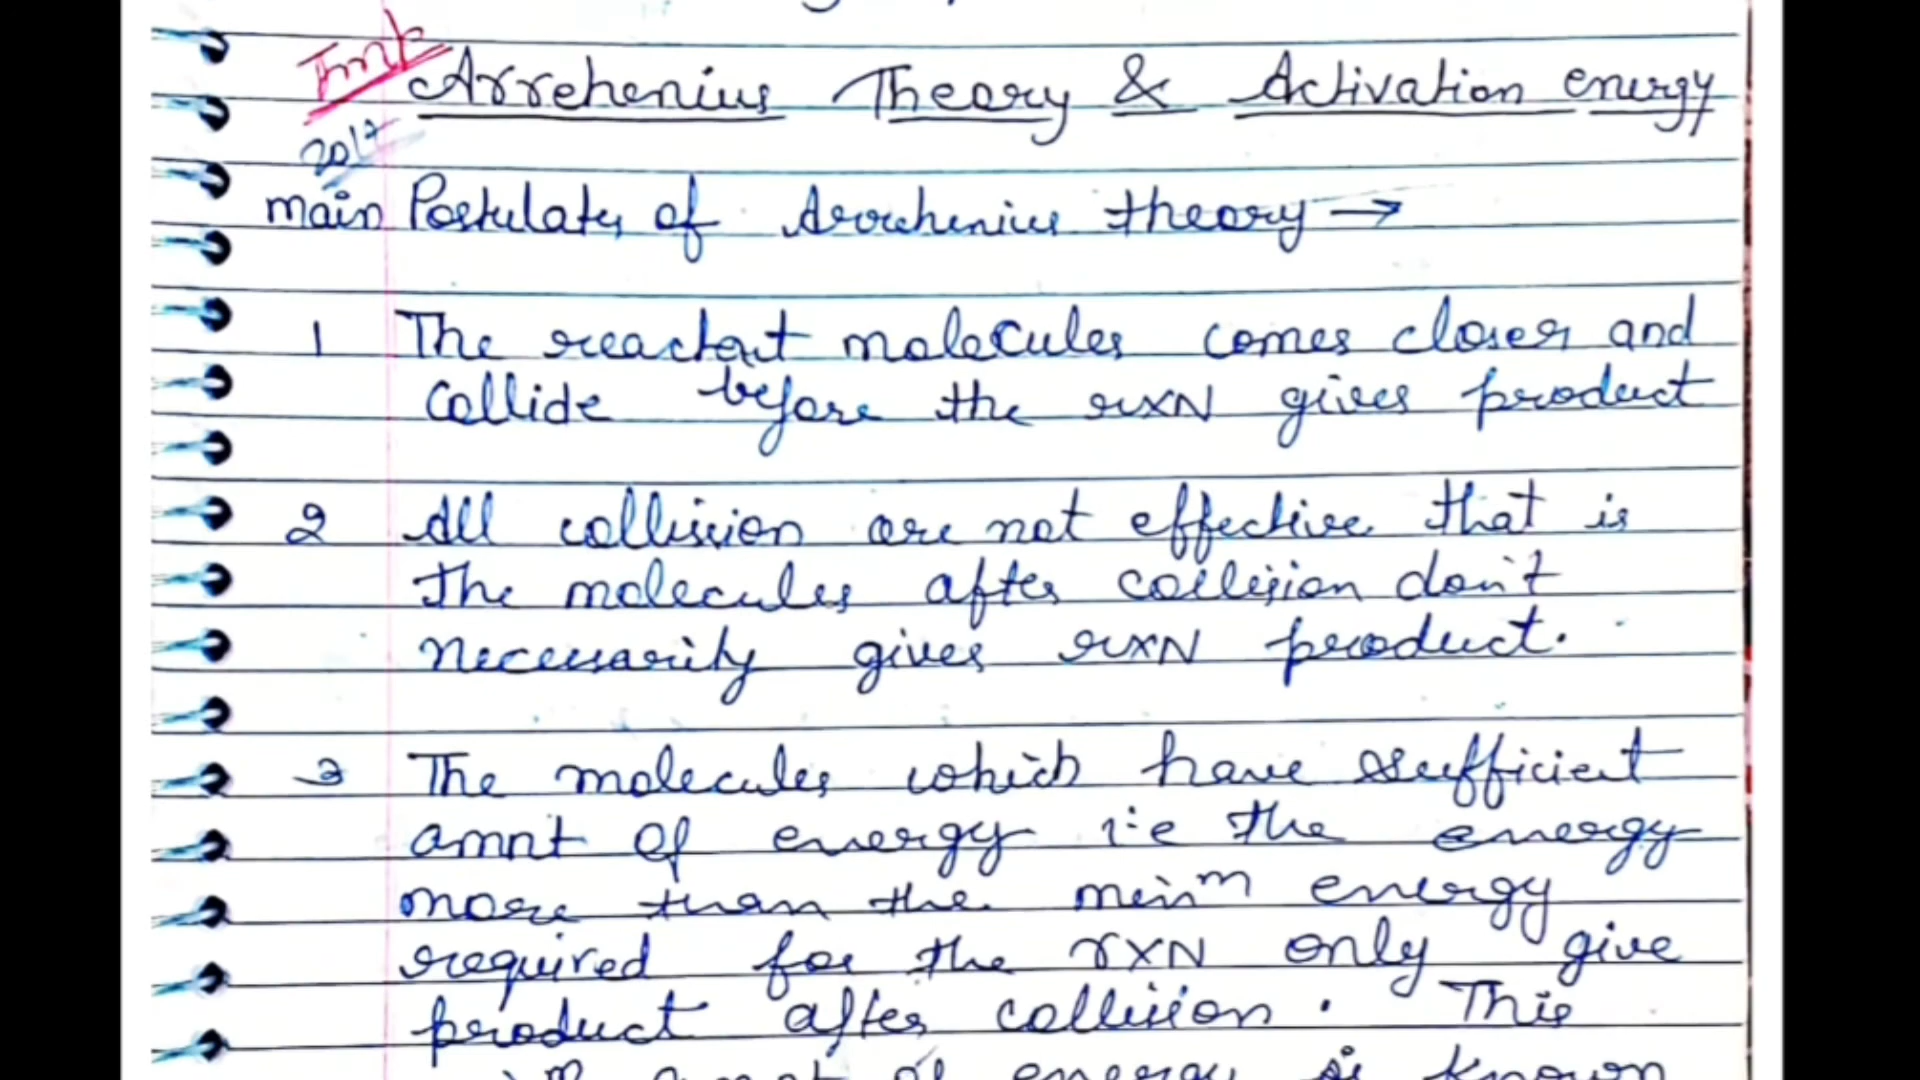 Imp Arrehenius Theory & Activation energy
2017
main Postulates of Arrehenius theory →
1 The reactant molecules comes closer and
collide before the rxN gives product
2 All collision are not effective that is
the molecules after collision don't
necessarily gives rxN product.
3 The molecules which have sufficient
amnt of energy i.e the energy
more than the minm energy
required for the rxN only give
product after collision. This
energy is known